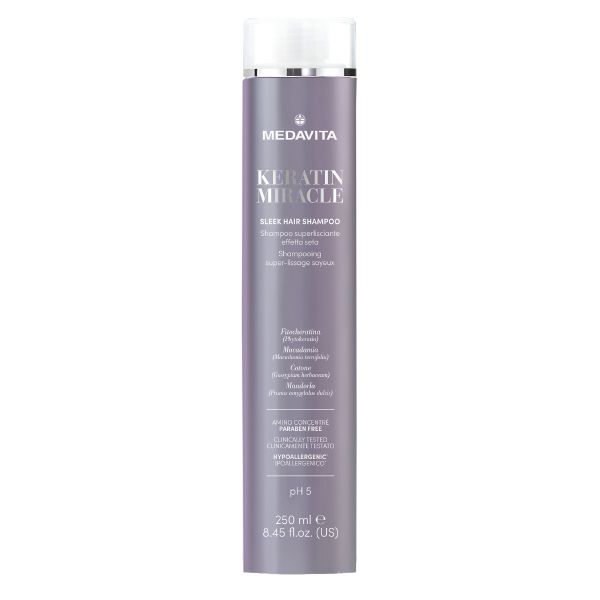 MEDAVITA
KERATIN
MIRACLE
SLEEK HAIR SHAMPOO
Shampoo superlisciante
effetto seta
Shampooing
super-lissage soyeux
Fitocheratina
(Phytokeratin)
Macadamia
(Macadamia ternifolia)
Cotone
(Gossypium herbaceum)
Mandorla
(Prunus amygdalus dulcis)
AMINO CONCENTRÉ
PARABEN FREE
CLINICALLY TESTED
CLINICAMENTE TESTATO
HYPOALLERGENIC*
IPOALLERGENICO*
pH 5
250 ml ℮
8.45 fl.oz. (US)